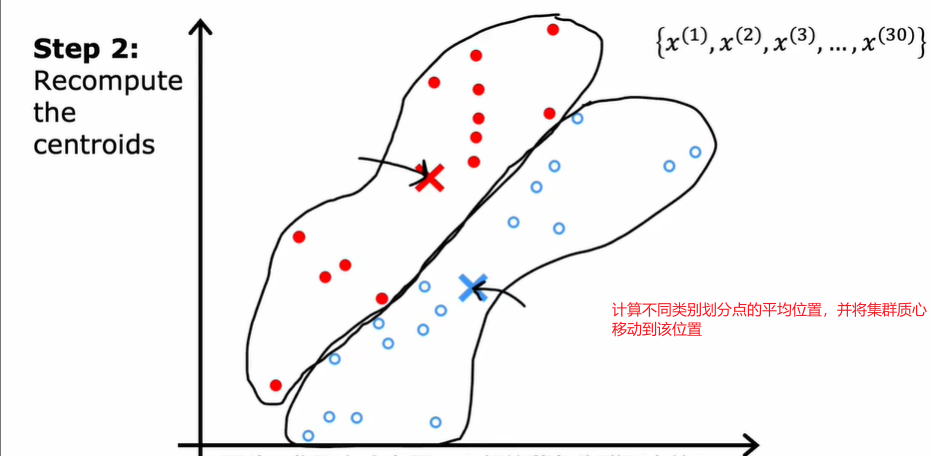 Step 2:
Recompute
the
centroids
{x^(1), x^(2), x^(3), ..., x^(30)}
计算不同类别划分点的平均位置，并将集群质心
移动到该位置